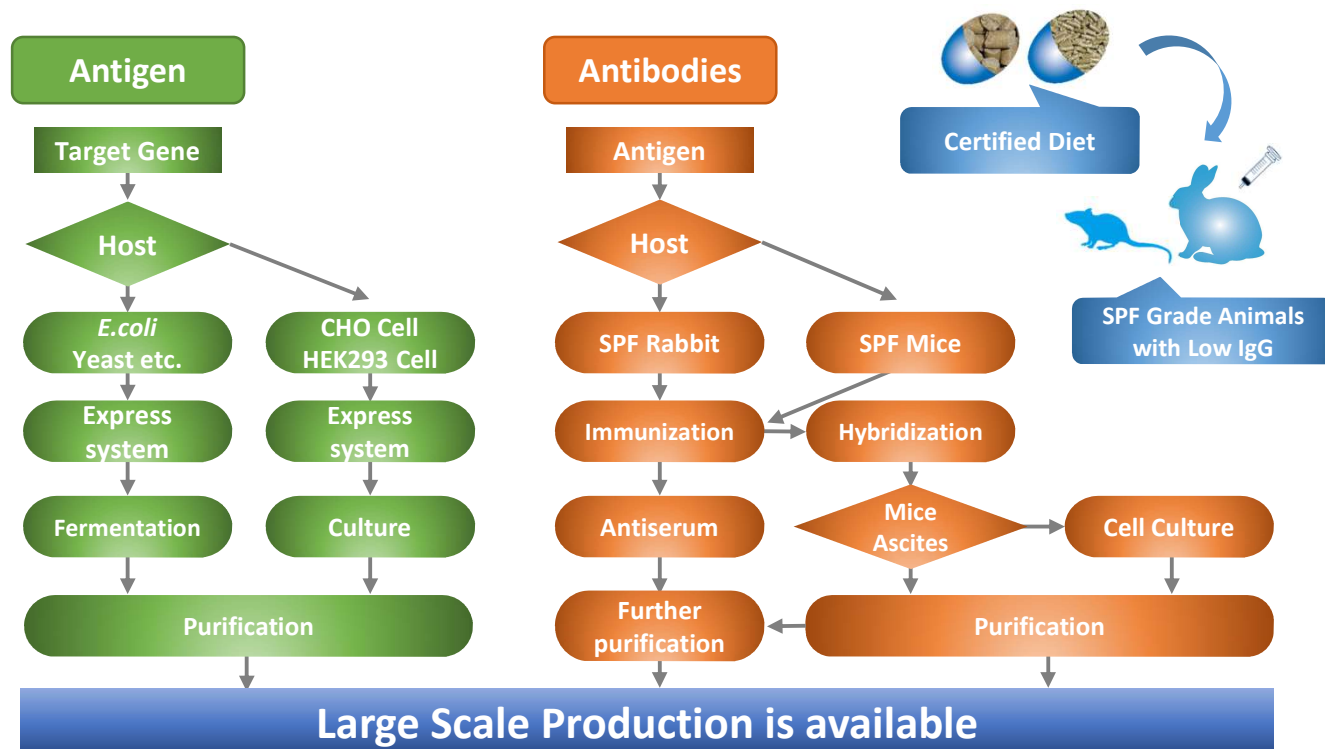 Antigen
Target Gene
Host
E.coli
Yeast etc.
CHO Cell
HEK293 Cell
Express
system
Express
system
Fermentation
Culture
Purification
Antibodies
Antigen
Host
SPF Rabbit
SPF Mice
Immunization
Hybridization
Antiserum
Mice
Ascites
Cell Culture
Further
purification
Purification
Certified Diet
SPF Grade Animals
with Low IgG
Large Scale Production is available